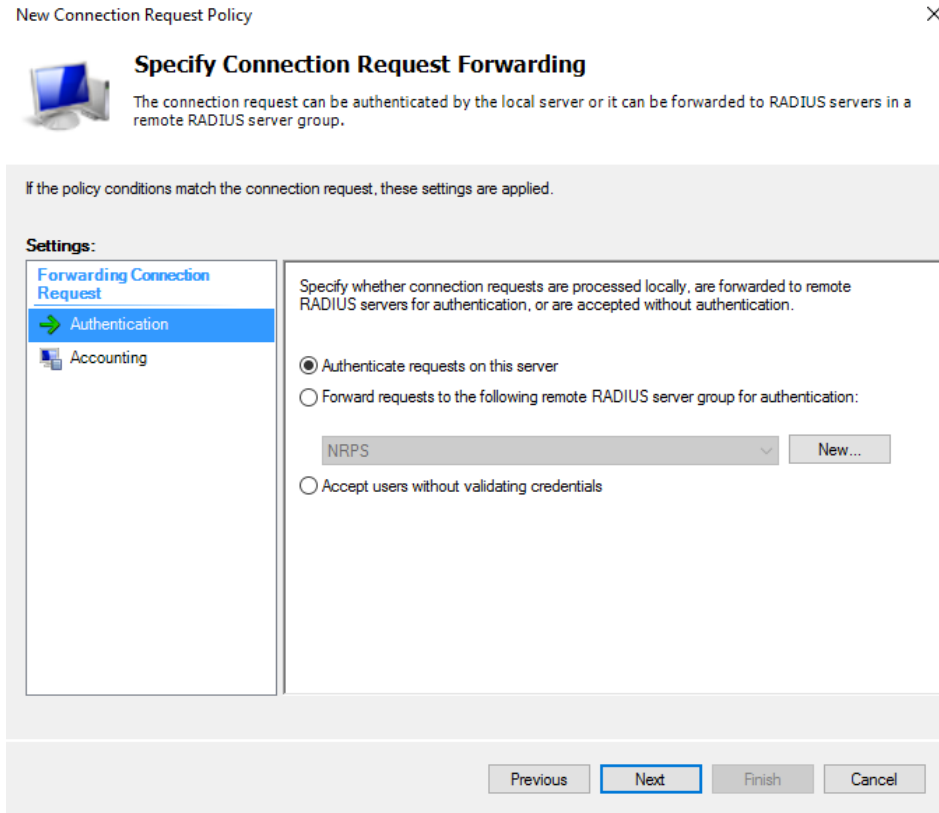 New Connection Request Policy
Specify Connection Request Forwarding
The connection request can be authenticated by the local server or it can be forwarded to RADIUS servers in a
remote RADIUS server group.
If the policy conditions match the connection request, these settings are applied.
Settings:
Forwarding Connection
Request
Authentication
Accounting
Specify whether connection requests are processed locally, are forwarded to remote
RADIUS servers for authentication, or are accepted without authentication.
Authenticate requests on this server
Forward requests to the following remote RADIUS server group for authentication:
NRPS
New...
Accept users without validating credentials
Previous
Next
Finish
Cancel